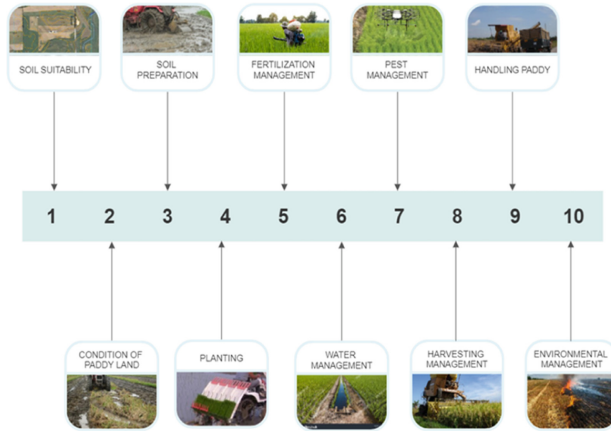 SOIL SUITABILITY
SOIL
PREPARATION
FERTILIZATION
MANAGEMENT
PEST
MANAGEMENT
HANDLING PADDY
1 2 3 4 5 6 7 8 9 10
CONDITION OF
PADDY LAND
PLANTING
WATER
MANAGEMENT
HARVESTING
MANAGEMENT
ENVIRONMENTAL
MANAGEMENT